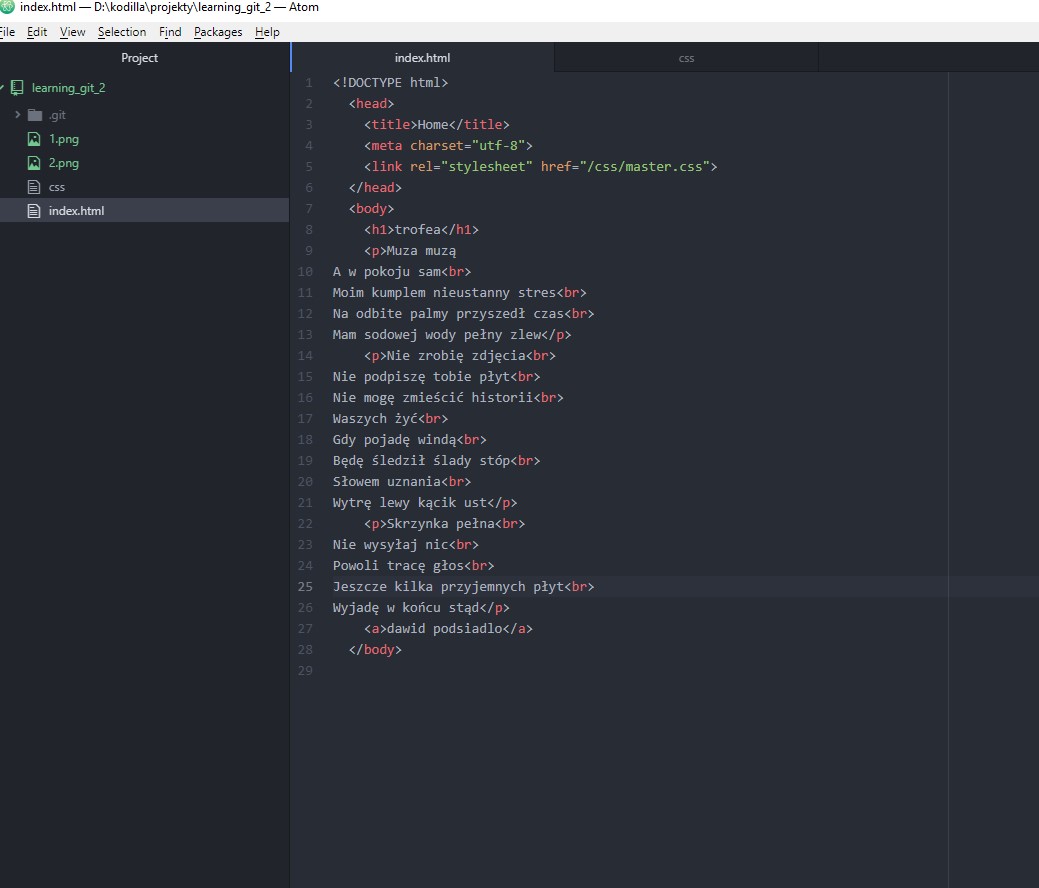 index.html — D:\kodilla\projekty\learning_git_2 — Atom
File Edit View Selection Find Packages Help
Project
index.html
css
learning_git_2
.git
1.png
2.png
css
index.html
1 <!DOCTYPE html>
2 <head>
3 <title>Home</title>
4 <meta charset="utf-8">
5 <link rel="stylesheet" href="/css/master.css">
6 </head>
7 <body>
8 <h1>trofea</h1>
9 <p>Muza muzą
10 A w pokoju sam<br>
11 Moim kumplem nieustanny stres<br>
12 Na odbite palmy przyszedł czas<br>
13 Mam sodowej wody pełny zlew</p>
14 <p>Nie zrobię zdjęcia<br>
15 Nie podpiszę tobie płyt<br>
16 Nie mogę zmieścić historii<br>
17 Waszych żyć<br>
18 Gdy pojadę windą<br>
19 Będę śledził ślady stóp<br>
20 Słowem uznania<br>
21 Wytrę lewy kącik ust</p>
22 <p>Skrzynka pełna<br>
23 Nie wysyłaj nic<br>
24 Powoli tracę głos<br>
25 Jeszcze kilka przyjemnych płyt<br>
26 Wyjadę w końcu stąd</p>
27 <a>dawid podsiadlo</a>
28 </body>
29